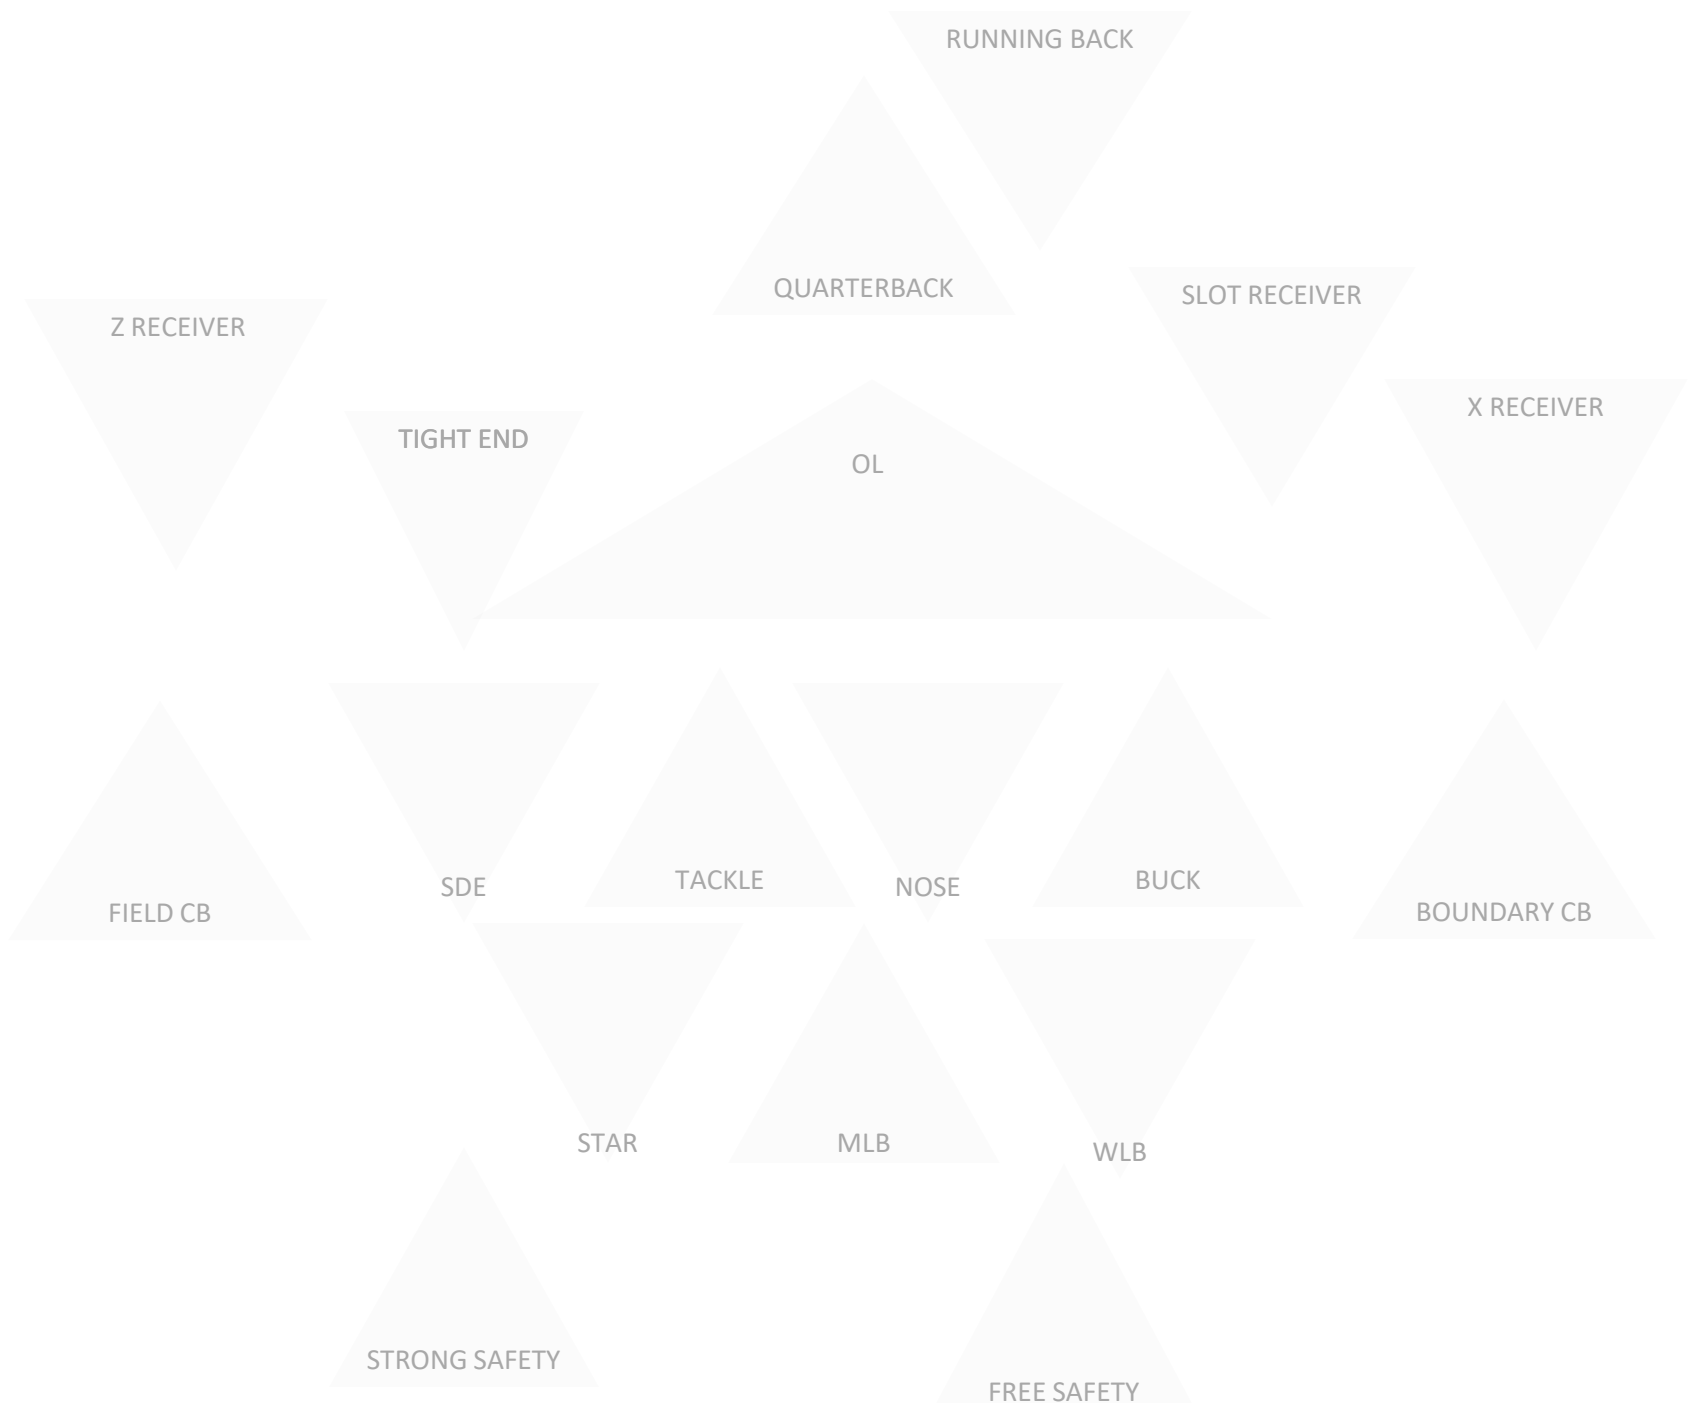 RUNNING BACK
QUARTERBACK
SLOT RECEIVER
Z RECEIVER
X RECEIVER
TIGHT END
OL
SDE
TACKLE
NOSE
BUCK
FIELD CB
BOUNDARY CB
STAR
MLB
WLB
STRONG SAFETY
FREE SAFETY